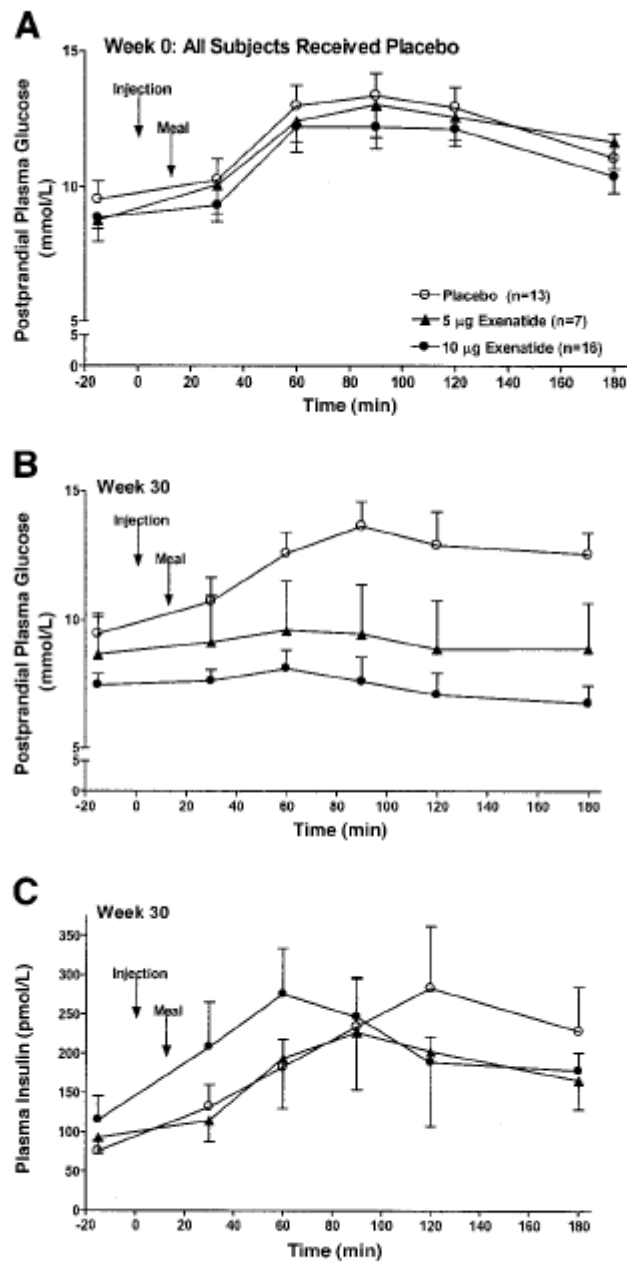 A
Week 0: All Subjects Received Placebo
15
Injection
Meal
10
Postprandial Plasma Glucose
(mmol/L)
Placebo (n=13)
5 µg Exenatide (n=7)
10 µg Exenatide (n=16)
5
5
0
-20 0 20 40 60 80 100 120 140 160 180
Time (min)
B
Week 30
15
Injection
Meal
10
Postprandial Plasma Glucose
(mmol/L)
5
5
0
-20 0 20 40 60 80 100 120 140 160 180
Time (min)
C
Week 30
350
Injection
300
250
Meal
200
150
100
50
0
Plasma Insulin (pmol/L)
-20 0 20 40 60 80 100 120 140 160 180
Time (min)